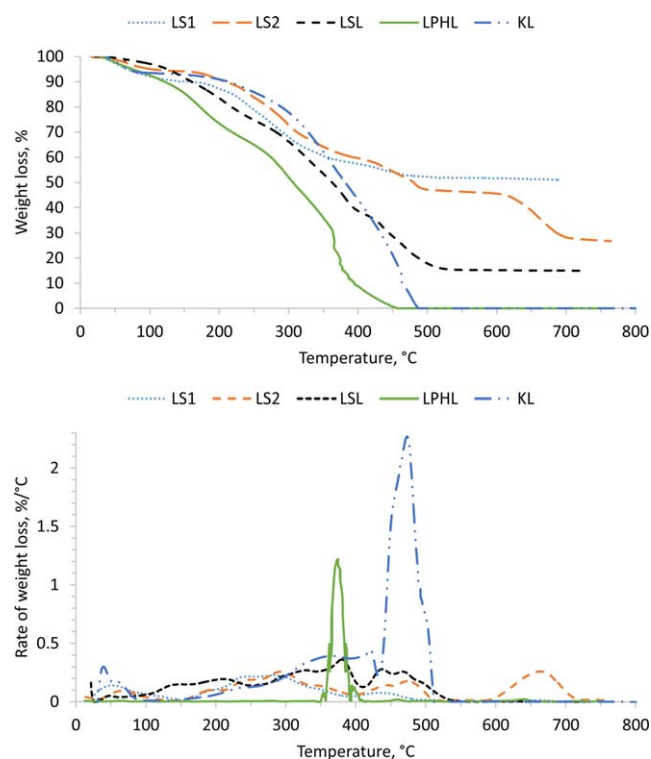 LS1 LS2 LSL LPHL KL
100
90
80
70
60
50
40
30
20
10
0
Weight loss, %
0 100 200 300 400 500 600 700 800
Temperature, °C
LS1 LS2 LSL LPHL KL
2
1.5
1
0.5
0
Rate of weight loss, %/°C
0 100 200 300 400 500 600 700 800
Temperature, °C